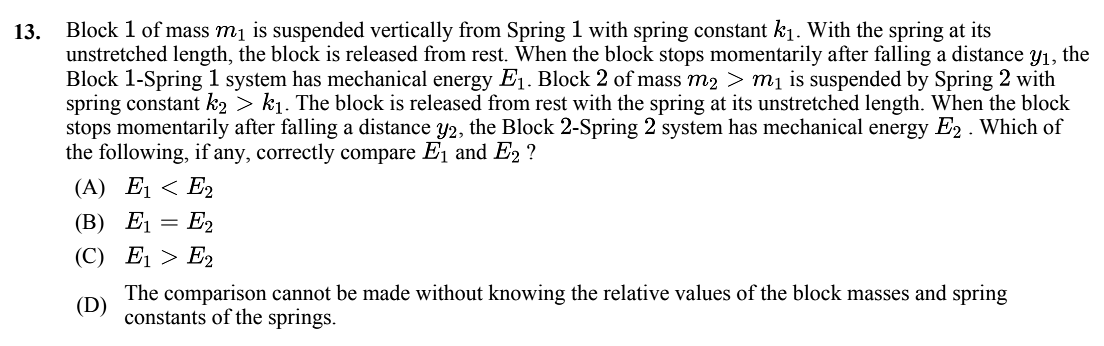 13. Block 1 of mass m₁ is suspended vertically from Spring 1 with spring constant k₁. With the spring at its
unstretched length, the block is released from rest. When the block stops momentarily after falling a distance y₁, the
Block 1-Spring 1 system has mechanical energy E₁. Block 2 of mass m₂ > m₁ is suspended by Spring 2 with
spring constant k₂ > k₁. The block is released from rest with the spring at its unstretched length. When the block
stops momentarily after falling a distance y₂, the Block 2-Spring 2 system has mechanical energy E₂ . Which of
the following, if any, correctly compare E₁ and E₂ ?
(A) E₁ < E₂
(B) E₁ = E₂
(C) E₁ > E₂
(D) The comparison cannot be made without knowing the relative values of the block masses and spring
constants of the springs.